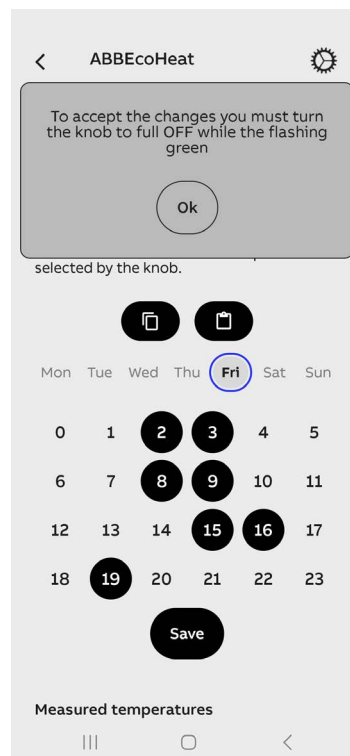 ABBEcoHeat
To accept the changes you must turn
the knob to full OFF while the flashing
green
Ok
selected by the knob.
Mon Tue Wed Thu Fri Sat Sun
0 1 2 3 4 5
6 7 8 9 10 11
12 13 14 15 16 17
18 19 20 21 22 23
Save
Measured temperatures